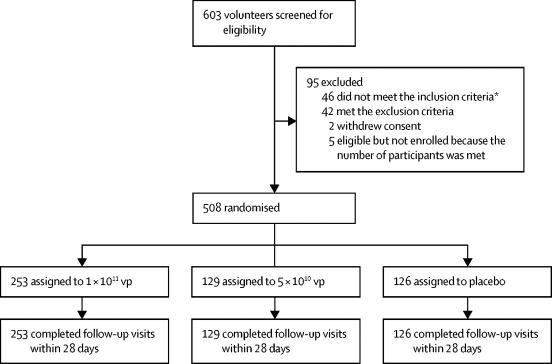 603 volunteers screened for
eligibility
95 excluded
46 did not meet the inclusion criteria*
42 met the exclusion criteria
2 withdrew consent
5 eligible but not enrolled because the
number of participants was met
508 randomised
253 assigned to 1 × 10¹¹ vp
129 assigned to 5 × 10¹⁰ vp
126 assigned to placebo
253 completed follow-up visits
within 28 days
129 completed follow-up visits
within 28 days
126 completed follow-up visits
within 28 days